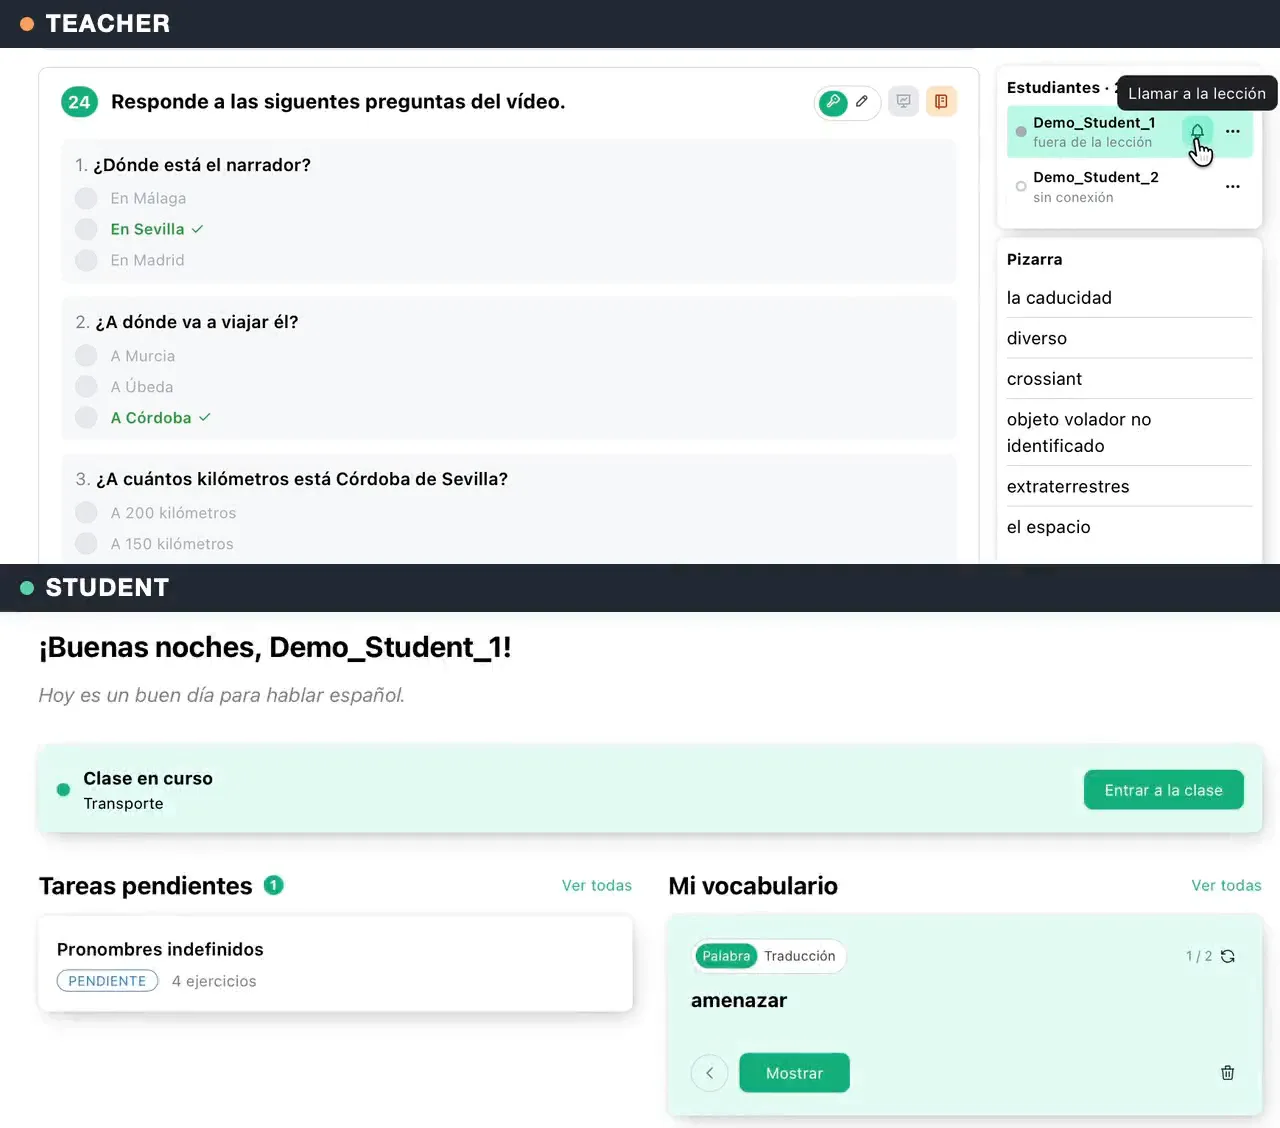 TEACHER
24 Responde a las siguentes preguntas del vídeo.
1. ¿Dónde está el narrador?
En Málaga
En Sevilla
En Madrid
2. ¿A dónde va a viajar él?
A Murcia
A Úbeda
A Córdoba
3. ¿A cuántos kilómetros está Córdoba de Sevilla?
A 200 kilómetros
A 150 kilómetros
Estudiantes ·
Llamar a la lección
Demo_Student_1
fuera de la lección
Demo_Student_2
sin conexión
Pizarra
la caducidad
diverso
crossiant
objeto volador no
identificado
extraterrestres
el espacio
STUDENT
¡Buenas noches, Demo_Student_1!
Hoy es un buen día para hablar español.
Clase en curso
Transporte
Entrar a la clase
Tareas pendientes 1
Ver todas
Pronombres indefinidos
PENDIENTE 4 ejercicios
Mi vocabulario
Ver todas
Palabra Traducción
1 / 2
amenazar
Mostrar